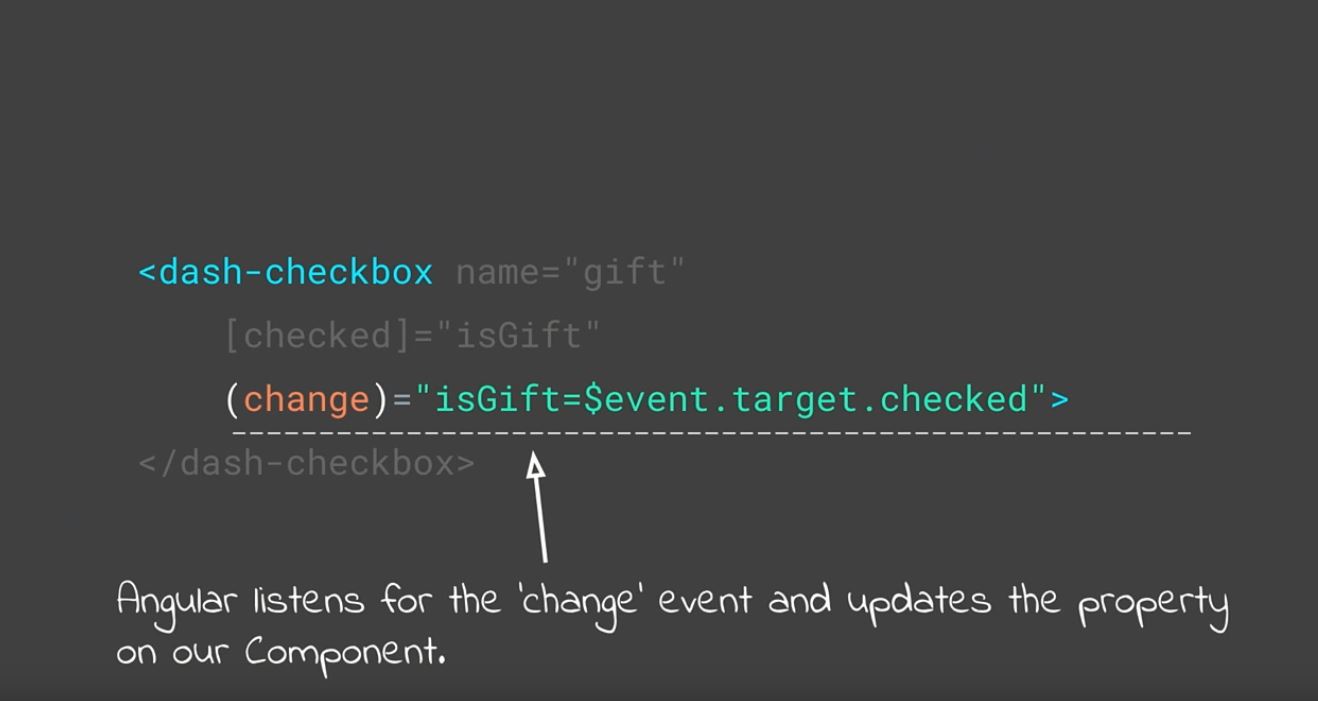 <dash-checkbox name="gift"
[checked]="isGift"
(change)="isGift=$event.target.checked">
</dash-checkbox>
Angular listens for the 'change' event and updates the property
on our Component.